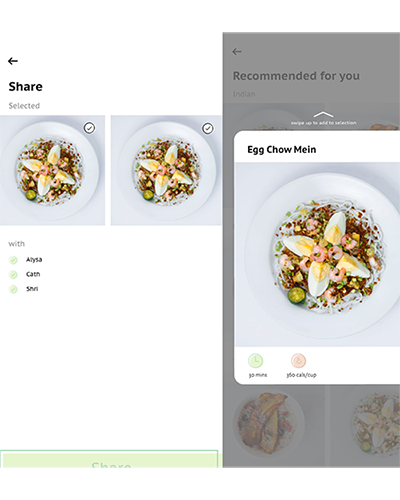 Share
Selected
with
Alysa
Cath
Shri
Share
Recommended for you
Indian
swipe up to add to selection
Egg Chow Mein
30 mins
360 cals/cup